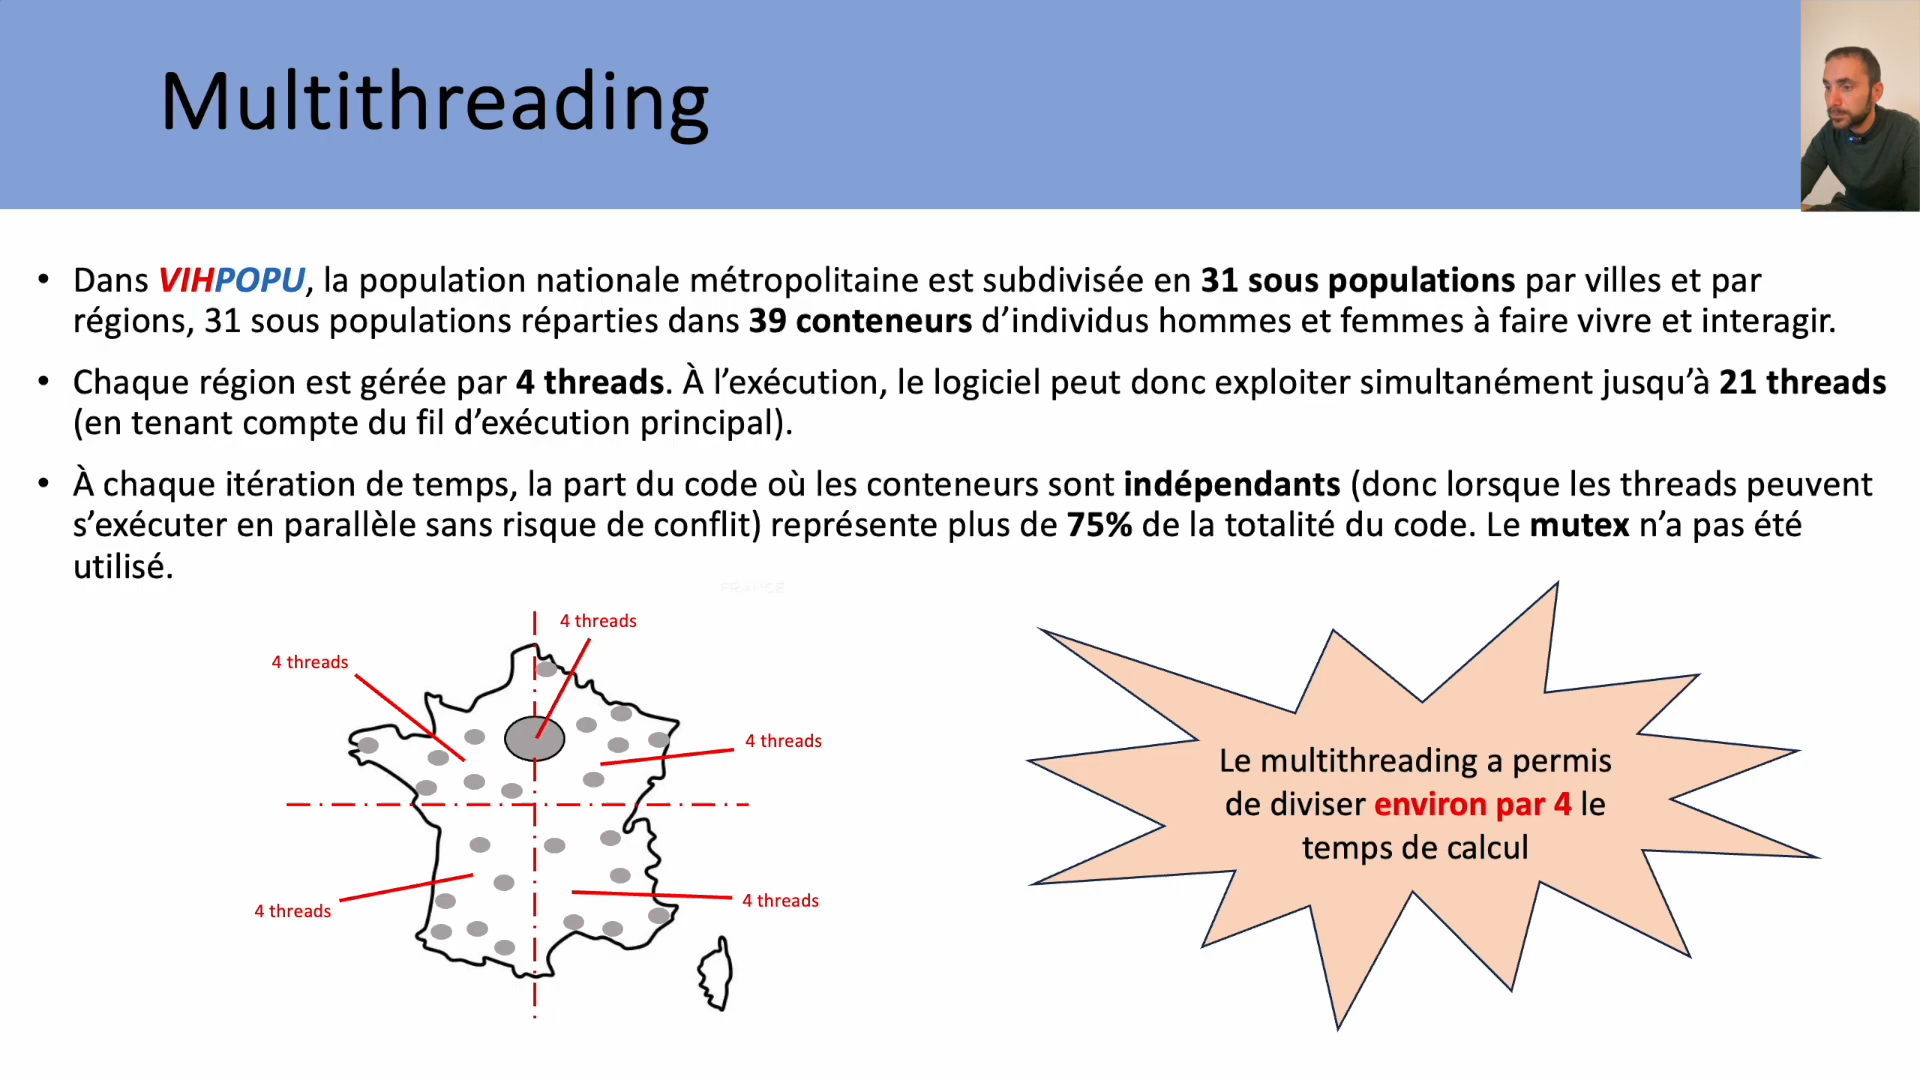 Multithreading
• Dans VIHPOPU, la population nationale métropolitaine est subdivisée en 31 sous populations par villes et par
régions, 31 sous populations réparties dans 39 conteneurs d’individus hommes et femmes à faire vivre et interagir.
• Chaque région est gérée par 4 threads. À l’exécution, le logiciel peut donc exploiter simultanément jusqu’à 21 threads
(en tenant compte du fil d’exécution principal).
• À chaque itération de temps, la part du code où les conteneurs sont indépendants (donc lorsque les threads peuvent
s’exécuter en parallèle sans risque de conflit) représente plus de 75% de la totalité du code. Le mutex n’a pas été
utilisé.
FRANCE
4 threads
4 threads
4 threads
4 threads
4 threads
Le multithreading a permis
de diviser environ par 4 le
temps de calcul